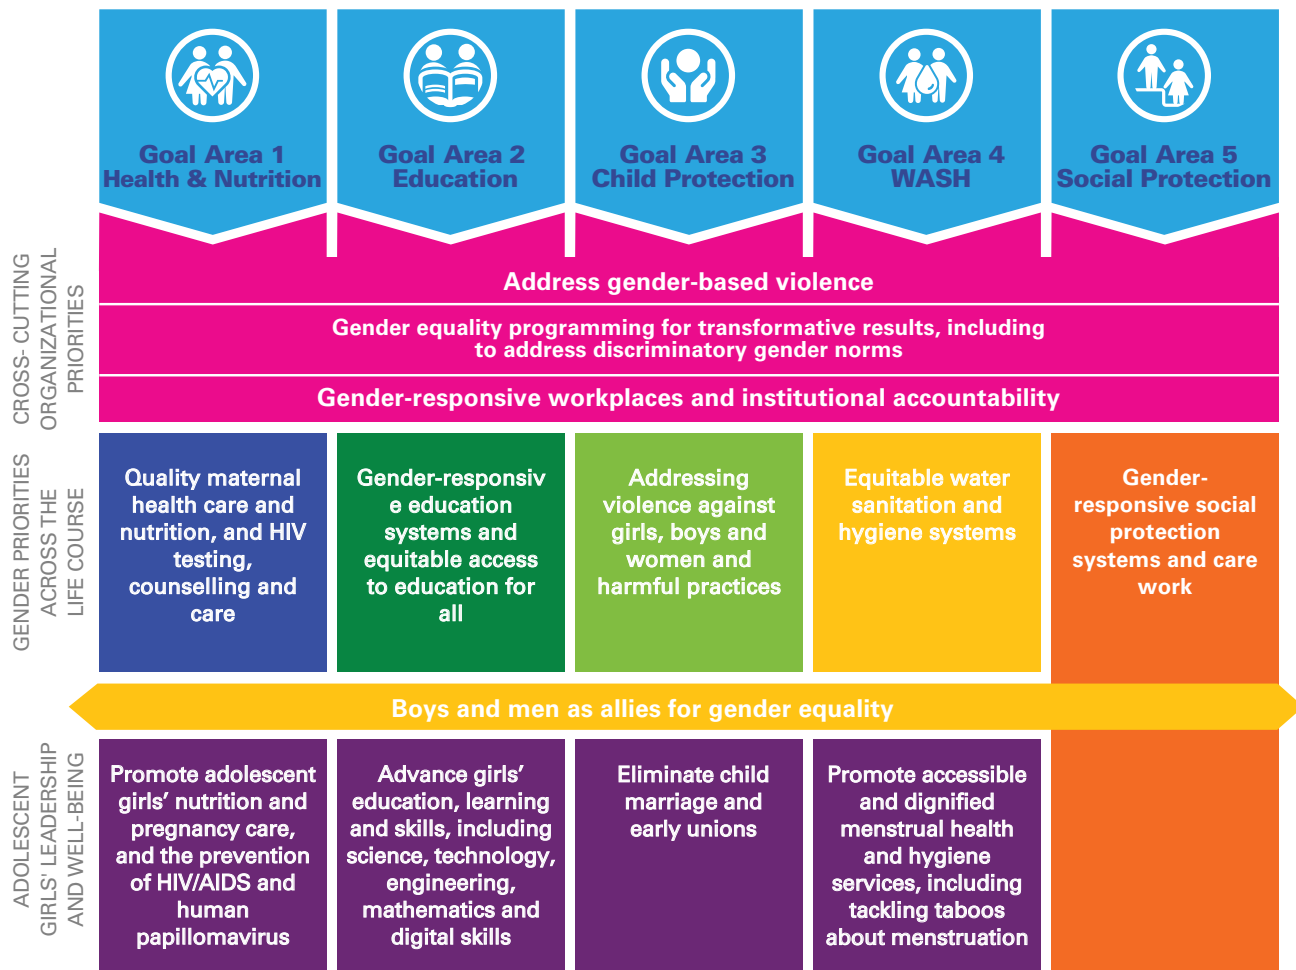 Goal Area 1
Health & Nutrition
Goal Area 2
Education
Goal Area 3
Child Protection
Goal Area 4
WASH
Goal Area 5
Social Protection
CROSS- CUTTING
ORGANIZATIONAL
PRIORITIES
Address gender-based violence
Gender equality programming for transformative results, including
to address discriminatory gender norms
Gender-responsive workplaces and institutional accountability
GENDER PRIORITIES
ACROSS THE
LIFE COURSE
Quality maternal
health care and
nutrition, and HIV
testing,
counselling and
care
Gender-responsiv
e education
systems and
equitable access
to education for
all
Addressing
violence against
girls, boys and
women and
harmful practices
Equitable water
sanitation and
hygiene systems
Gender-
responsive social
protection
systems and care
work
Boys and men as allies for gender equality
ADOLESCENT
GIRLS' LEADERSHIP
AND WELL-BEING
Promote adolescent
girls’ nutrition and
pregnancy care,
and the prevention
of HIV/AIDS and
human
papillomavirus
Advance girls’
education, learning
and skills, including
science, technology,
engineering,
mathematics and
digital skills
Eliminate child
marriage and
early unions
Promote accessible
and dignified
menstrual health
and hygiene
services, including
tackling taboos
about menstruation